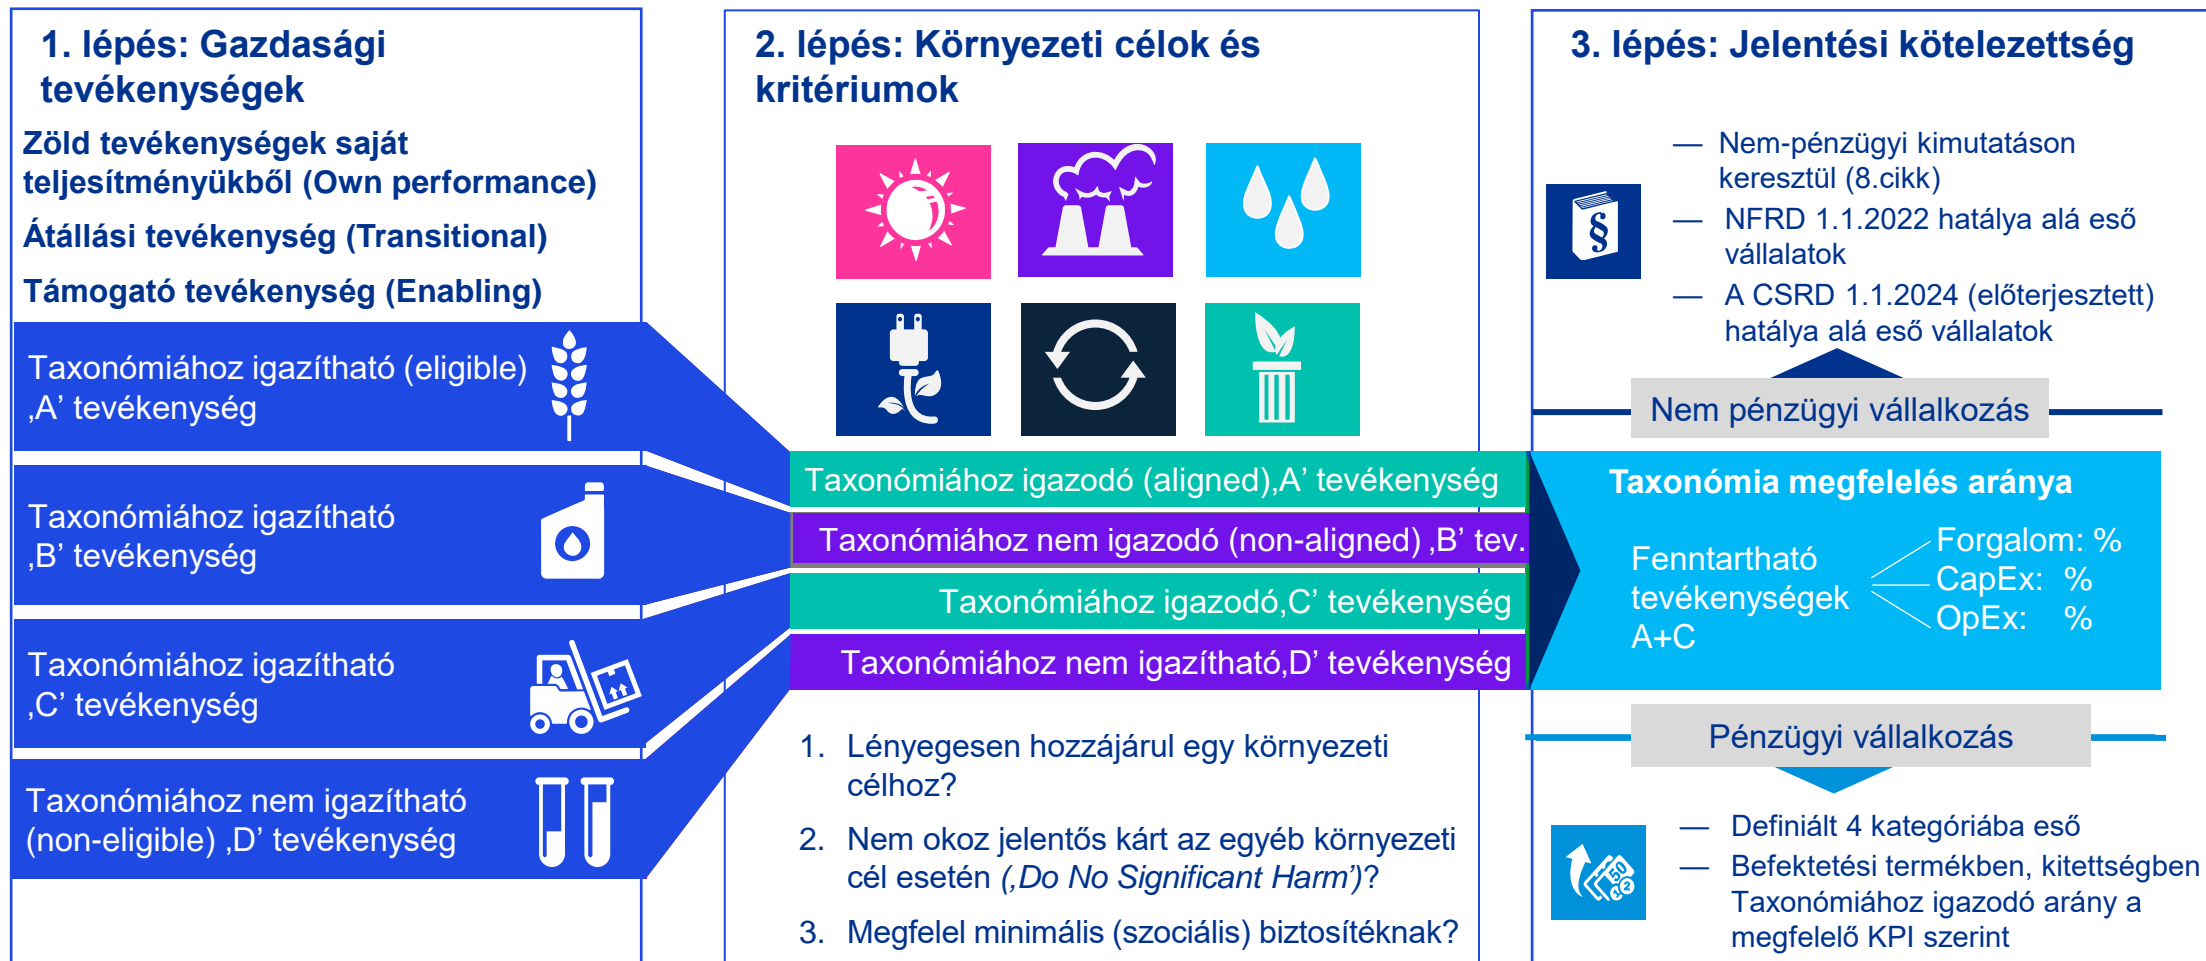 1. lépés: Gazdasági
tevékenységek
Zöld tevékenységek saját
teljesítményükből (Own performance)
Átállási tevékenység (Transitional)
Támogató tevékenység (Enabling)
Taxonómiához igazítható (eligible)
‚A’ tevékenység
Taxonómiához igazítható
‚B’ tevékenység
Taxonómiához igazítható
‚C’ tevékenység
Taxonómiához nem igazítható
(non-eligible) ‚D’ tevékenység
2. lépés: Környezeti célok és
kritériumok
Taxonómiához igazodó (aligned)‚A’ tevékenység
Taxonómiához nem igazodó (non-aligned) ‚B’ tev.
Taxonómiához igazodó‚C’ tevékenység
Taxonómiához nem igazítható‚D’ tevékenység
1. Lényegesen hozzájárul egy környezeti
célhoz?
2. Nem okoz jelentős kárt az egyéb környezeti
cél esetén (‚Do No Significant Harm’)?
3. Megfelel minimális (szociális) biztosítéknak?
3. lépés: Jelentési kötelezettség
§
— Nem-pénzügyi kimutatáson
keresztül (8.cikk)
— NFRD 1.1.2022 hatálya alá eső
vállalatok
— A CSRD 1.1.2024 (előterjesztett)
hatálya alá eső vállalatok
Nem pénzügyi vállalkozás
Taxonómia megfelelés aránya
Fenntartható
tevékenységek
A+C
Forgalom: %
CapEx: %
OpEx: %
Pénzügyi vállalkozás
50
1 2
— Definiált 4 kategóriába eső
— Befektetési termékben, kitettségben
Taxonómiához igazodó arány a
megfelelő KPI szerint